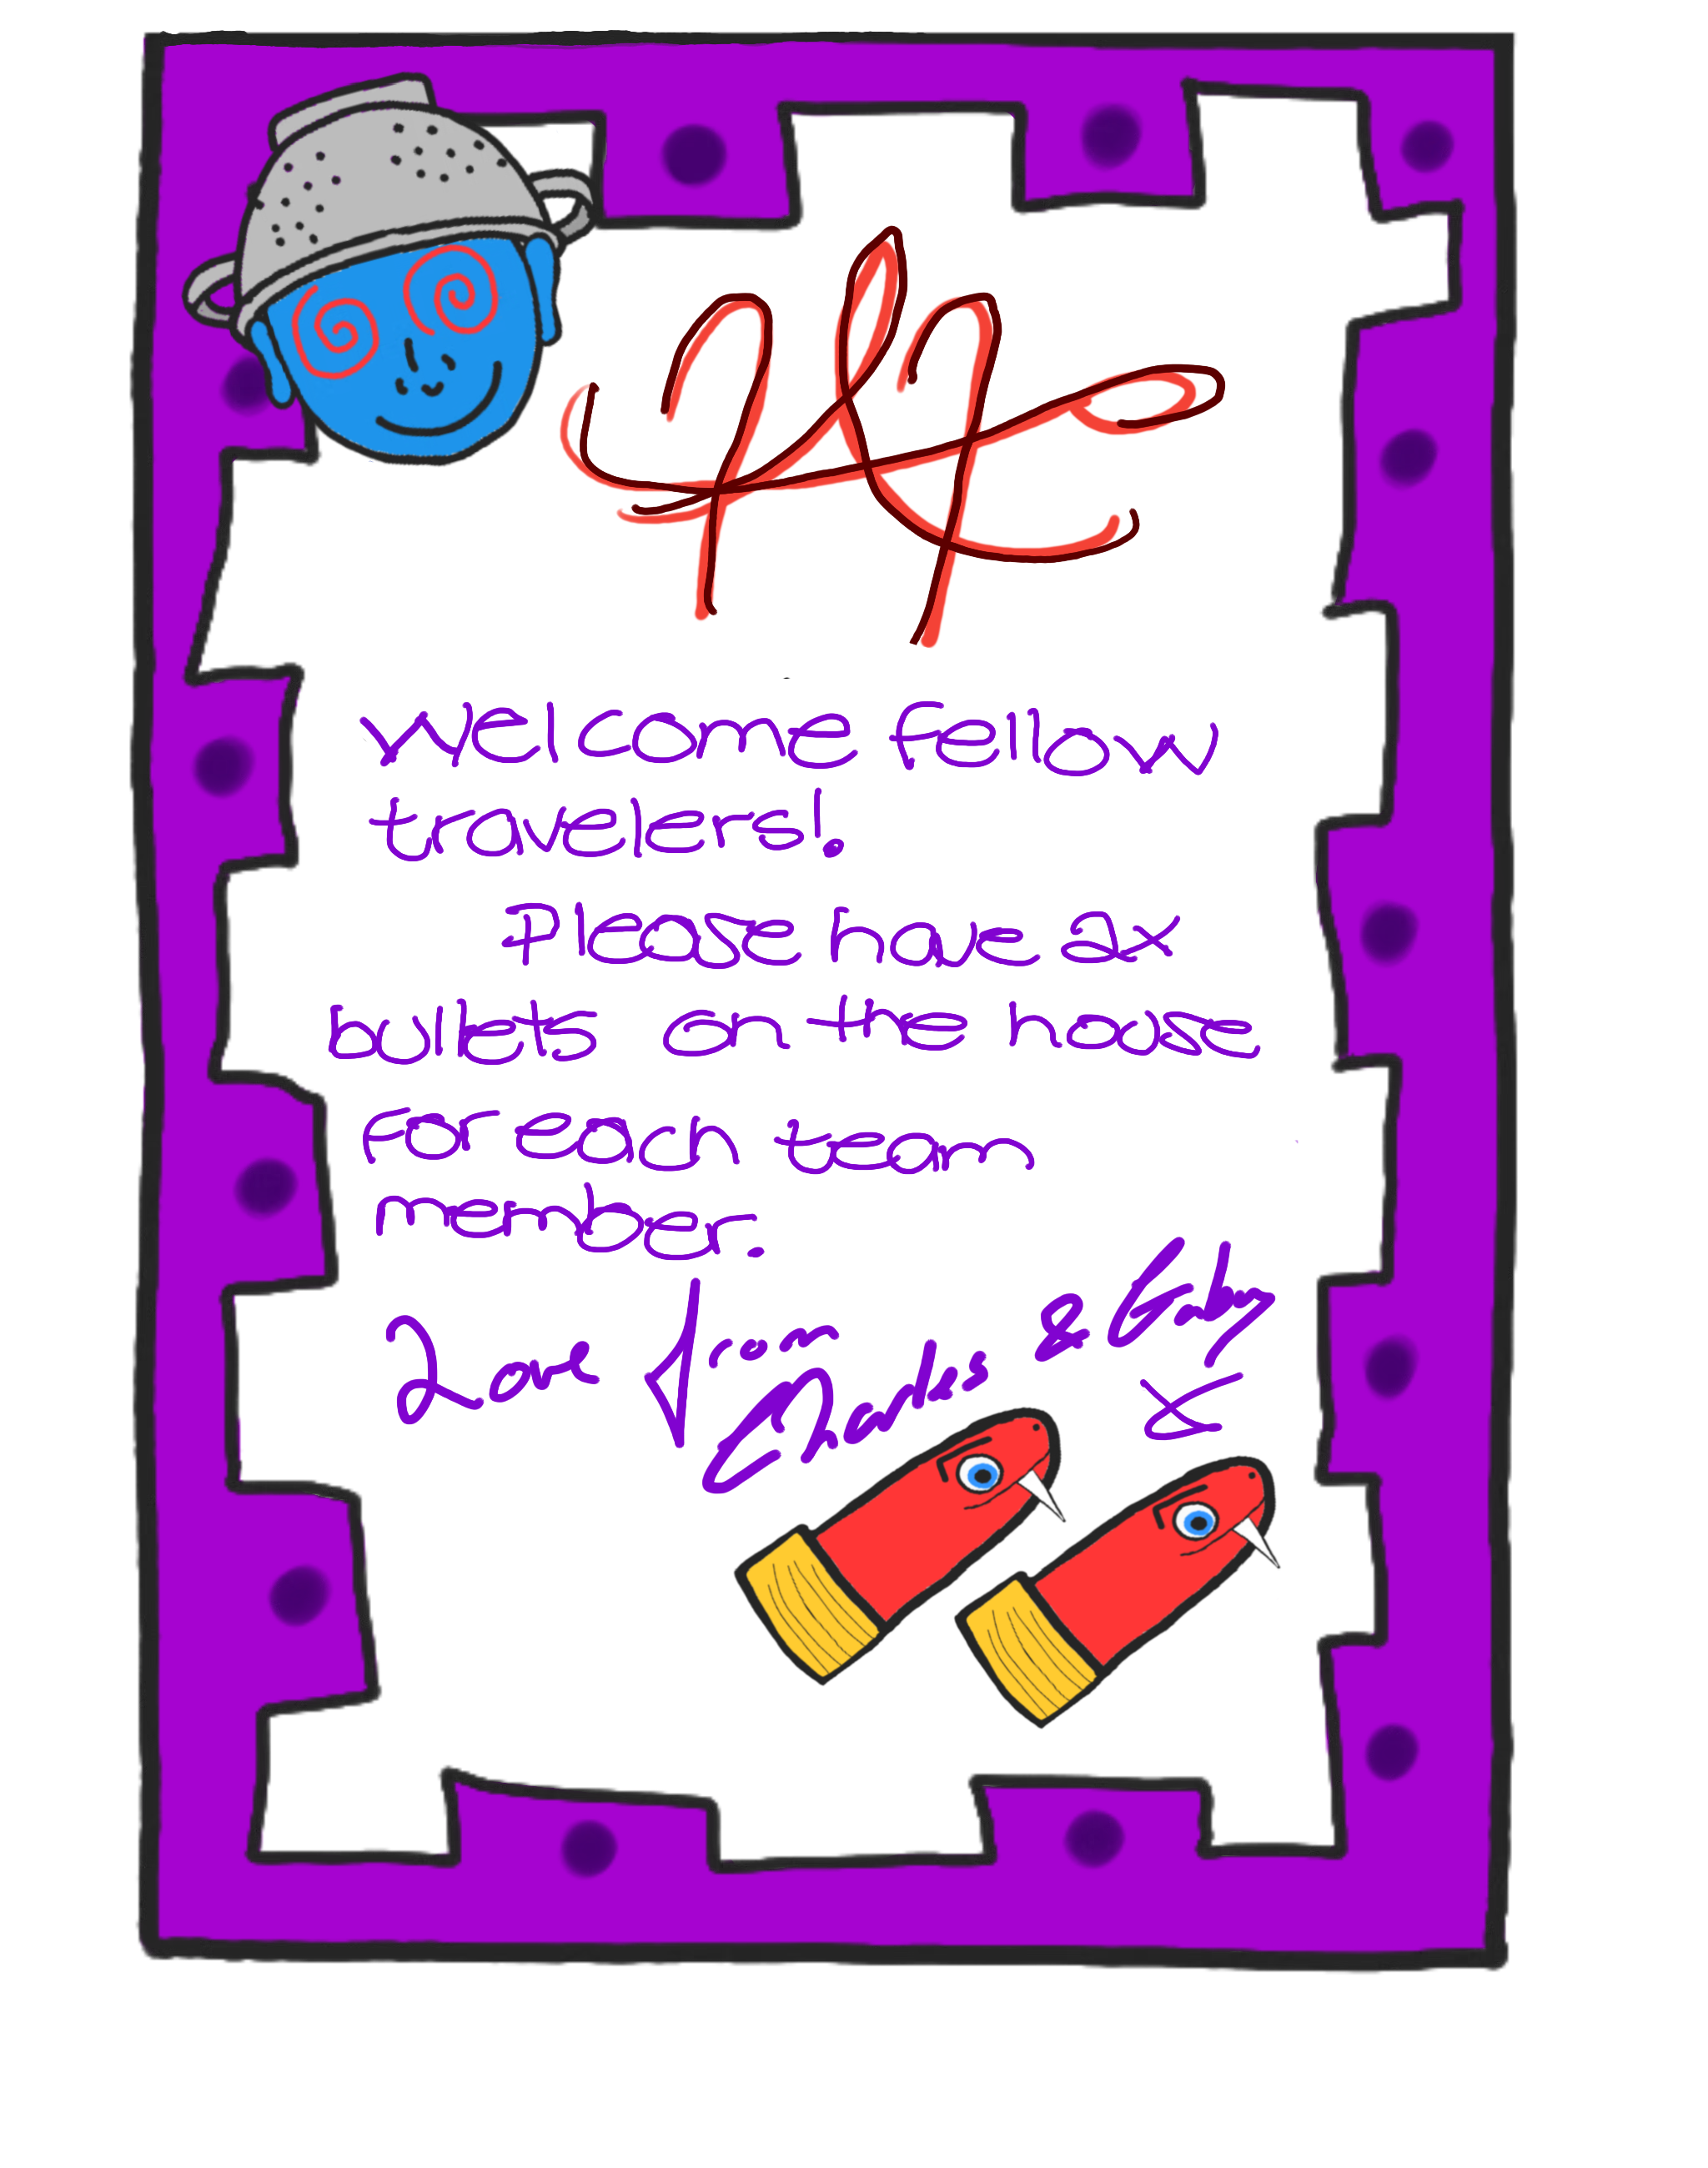 Welcome fellow
travelers!
Please have 2x
bullets on the house
for each team
member.
Love from
Charles & Gaby
x